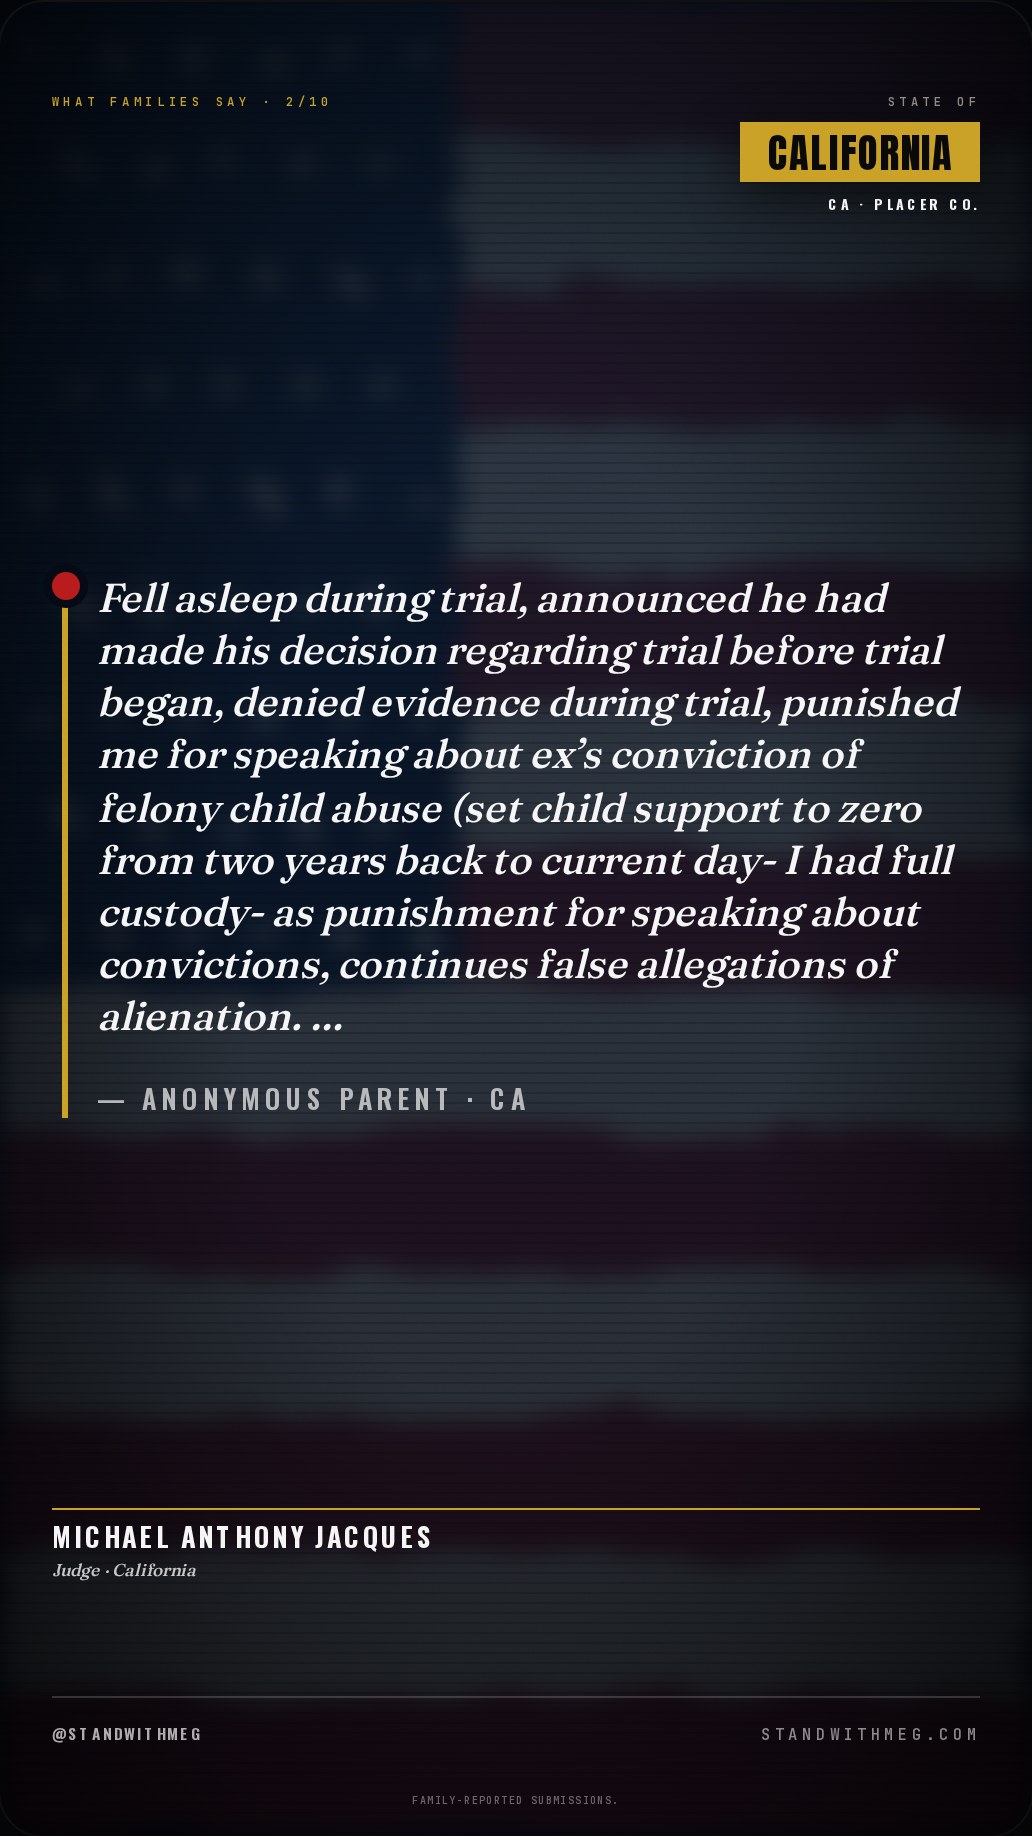 WHAT FAMILIES SAY · 2/10
STATE OF
CALIFORNIA
CA · PLACER CO.
Fell asleep during trial, announced he had
made his decision regarding trial before trial
began, denied evidence during trial, punished
me for speaking about ex’s conviction of
felony child abuse (set child support to zero
from two years back to current day- I had full
custody- as punishment for speaking about
convictions, continues false allegations of
alienation. ...
— ANONYMOUS PARENT · CA
MICHAEL ANTHONY JACQUES
Judge · California
@STANDWITHMEG
STANDWITHMEG.COM
FAMILY-REPORTED SUBMISSIONS.